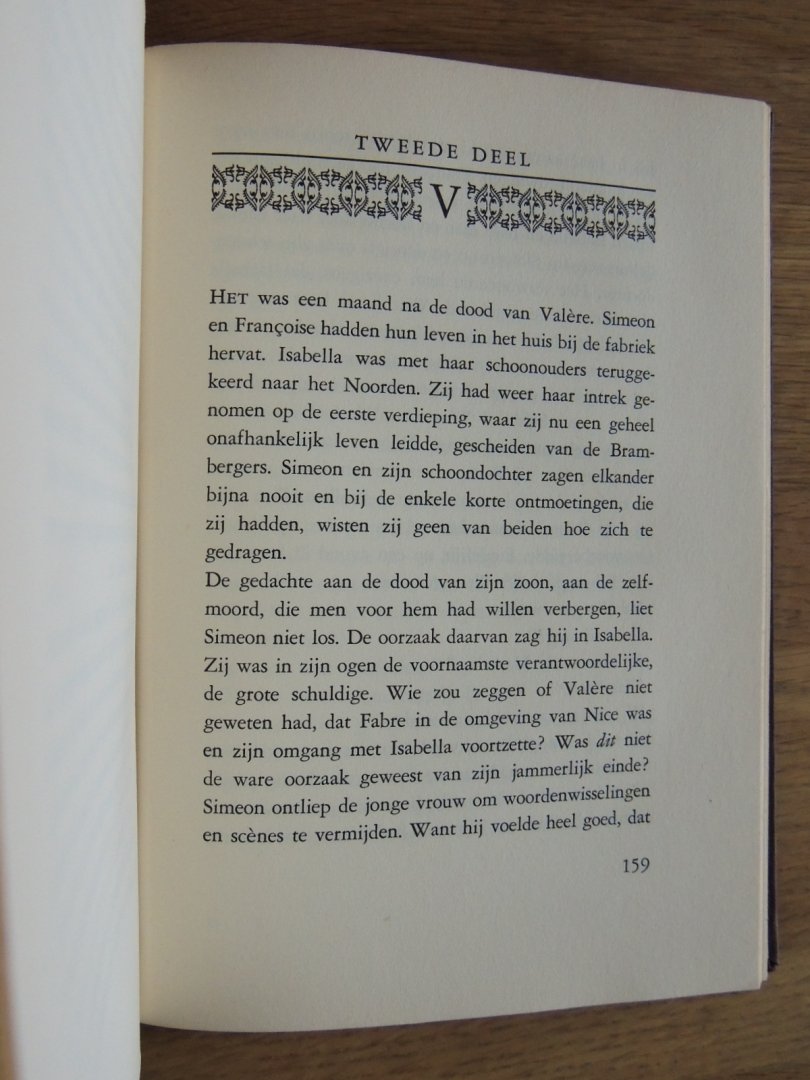 TWEEDE DEEL
V
HET was een maand na de dood van Valère. Simeon
en Françoise hadden hun leven in het huis bij de fabriek
hervat. Isabella was met haar schoonouders terugge-
keerd naar het Noorden. Zij had weer haar intrek ge-
nomen op de eerste verdieping, waar zij nu een geheel
onafhankelijk leven leidde, gescheiden van de Bram-
bergers. Simeon en zijn schoondochter zagen elkander
bijna nooit en bij de enkele korte ontmoetingen, die
zij hadden, wisten zij geen van beiden hoe zich te
gedragen.
De gedachte aan de dood van zijn zoon, aan de zelf-
moord, die men voor hem had willen verbergen, liet
Simeon niet los. De oorzaak daarvan zag hij in Isabella.
Zij was in zijn ogen de voornaamste verantwoordelijke,
de grote schuldige. Wie zou zeggen of Valère niet
geweten had, dat Fabre in de omgeving van Nice was
en zijn omgang met Isabella voortzette? Was dit niet
de ware oorzaak geweest van zijn jammerlijk einde?
Simeon ontliep de jonge vrouw om woordenwisselingen
en scènes te vermijden. Want hij voelde heel goed, dat
159